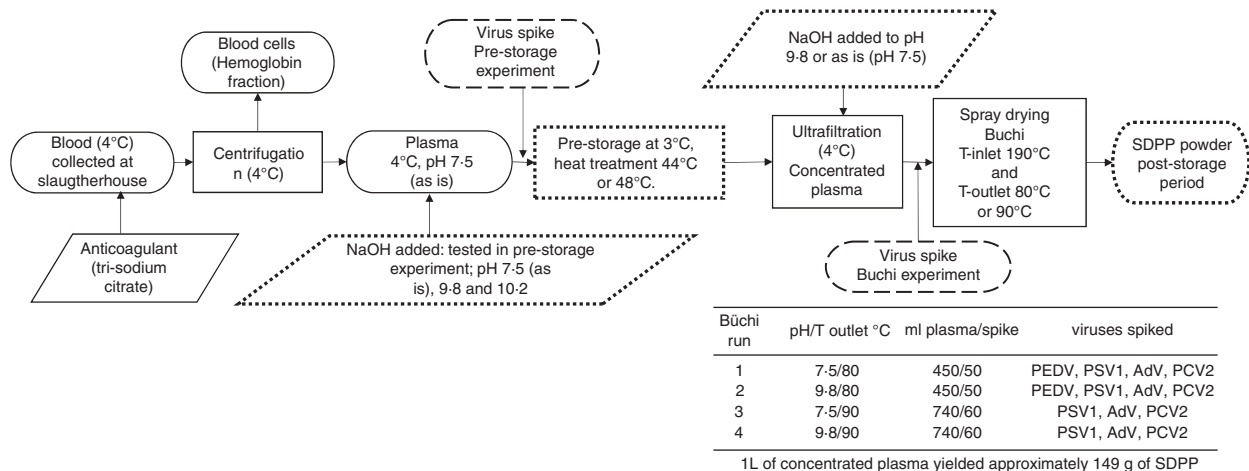 Blood (4°C)
collected at
slaugtherhouse
Anticoagulant
(tri-sodium
citrate)
Blood cells
(Hemoglobin
fraction)
Centrifugatio
n (4°C)
Plasma
4°C, pH 7·5
(as is)
NaOH added: tested in pre-storage
experiment; pH 7·5 (as
is), 9·8 and 10·2
Virus spike
Pre-storage
experiment
Pre-storage at 3°C,
heat treatment 44°C
or 48°C.
NaOH added to pH
9·8 or as is (pH 7·5)
Ultrafiltration
(4°C)
Concentrated
plasma
Virus spike
Buchi experiment
Spray drying
Buchi
T-inlet 190°C
and
T-outlet 80°C
or 90°C
SDPP powder
post-storage
period
Büchi
run
pH/T outlet °C
ml plasma/spike
viruses spiked
1 7·5/80 450/50 PEDV, PSV1, AdV, PCV2
2 9·8/80 450/50 PEDV, PSV1, AdV, PCV2
3 7·5/90 740/60 PSV1, AdV, PCV2
4 9·8/90 740/60 PSV1, AdV, PCV2
1L of concentrated plasma yielded approximately 149 g of SDPP